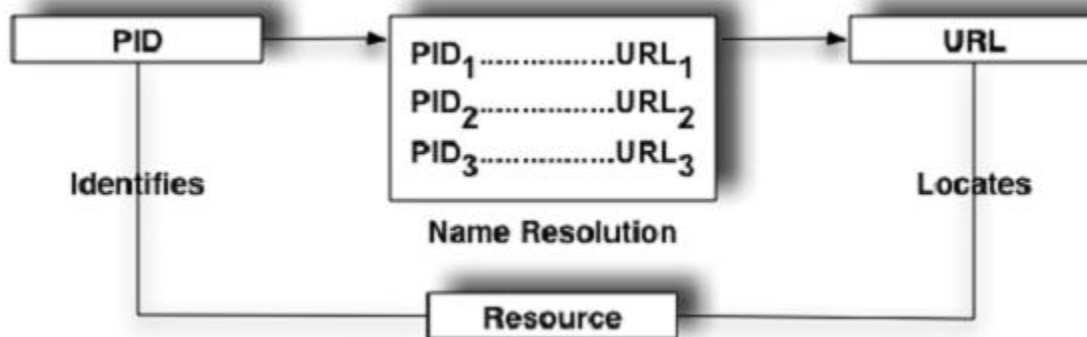 PID
URL
PID1.................URL1
PID2.................URL2
PID3.................URL3
Identifies
Locates
Name Resolution
Resource